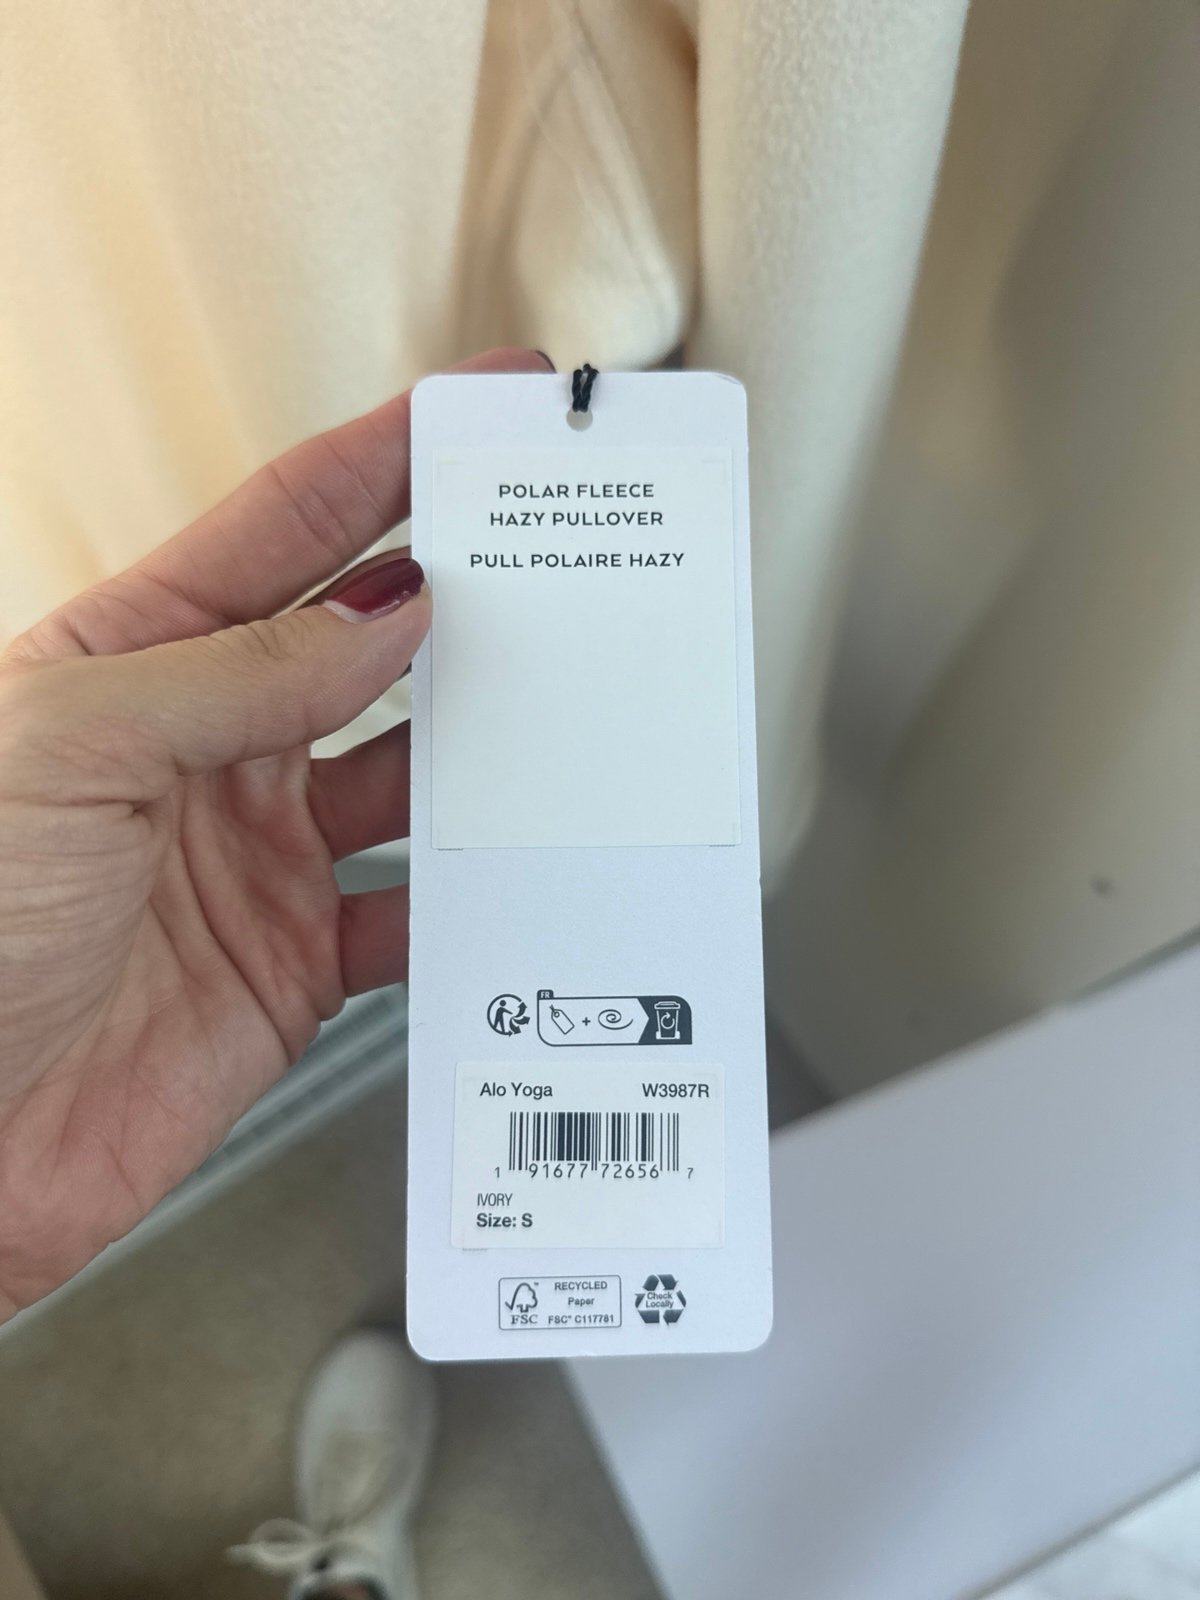 POLAR FLEECE
HAZY PULLOVER
PULL POLAIRE HAZY
FR
+
Alo Yoga W3987R
1 91677 72656 7
IVORY
Size: S
FSC™ RECYCLED
Paper
FSC® C117781
Check
Locally